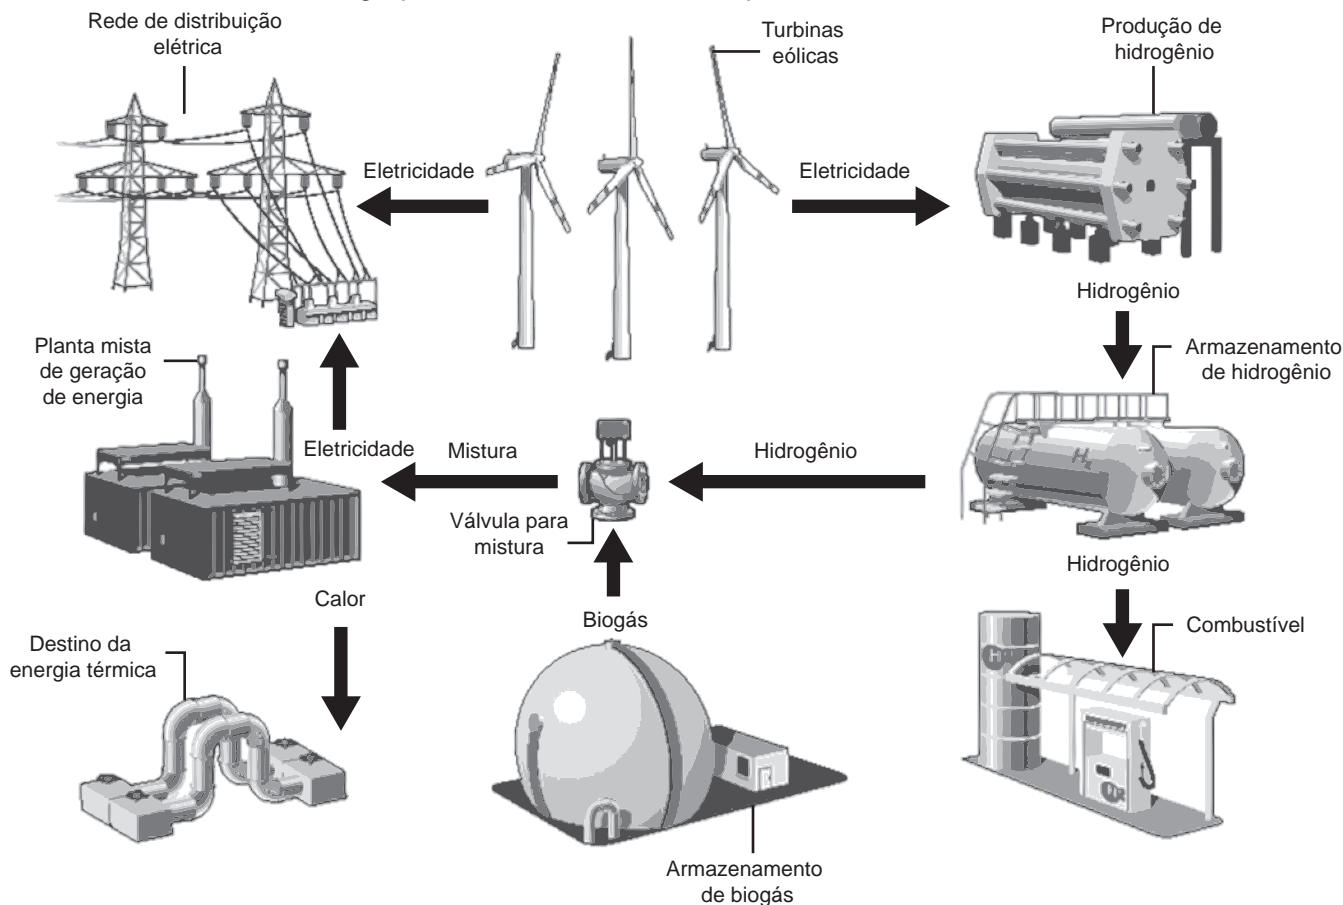 Rede de distribuição
elétrica
Turbinas
eólicas
Produção de
hidrogênio
Eletricidade
Eletricidade
Hidrogênio
Planta mista
de geração
de energia
Armazenamento
de hidrogênio
Eletricidade
Mistura
Hidrogênio
H
Válvula para
mistura
Hidrogênio
Calor
Biogás
Combustível
Destino da
energia térmica
H
Armazenamento
de biogás